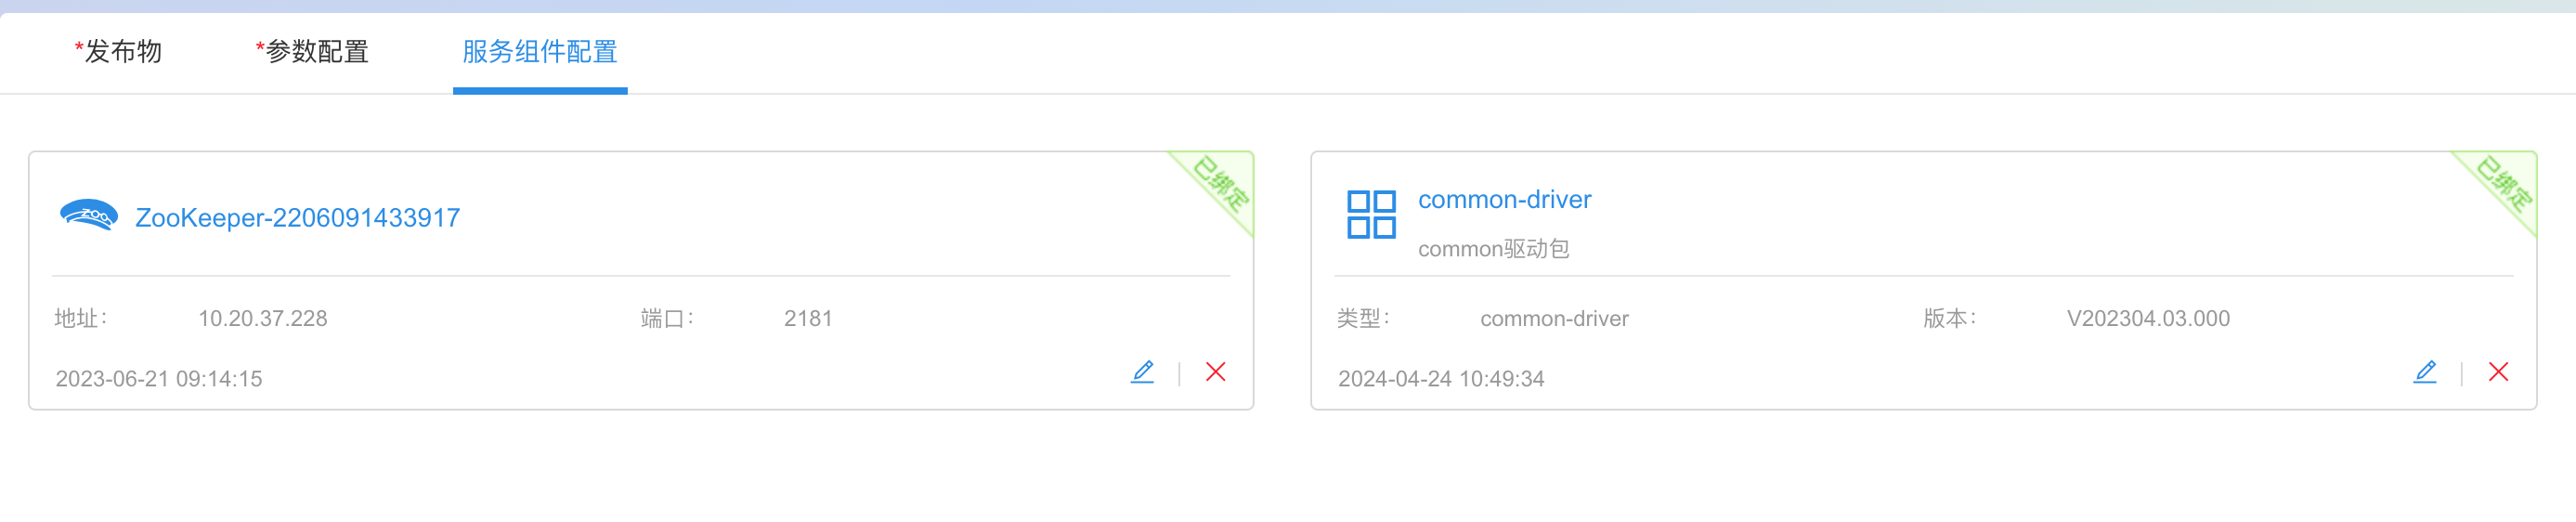 *发布物 *参数配置 服务组件配置
已绑定
ZOO
ZooKeeper-2206091433917
地址: 10.20.37.228 端口: 2181
2023-06-21 09:14:15
已绑定
common-driver
common驱动包
类型: common-driver 版本: V202304.03.000
2024-04-24 10:49:34